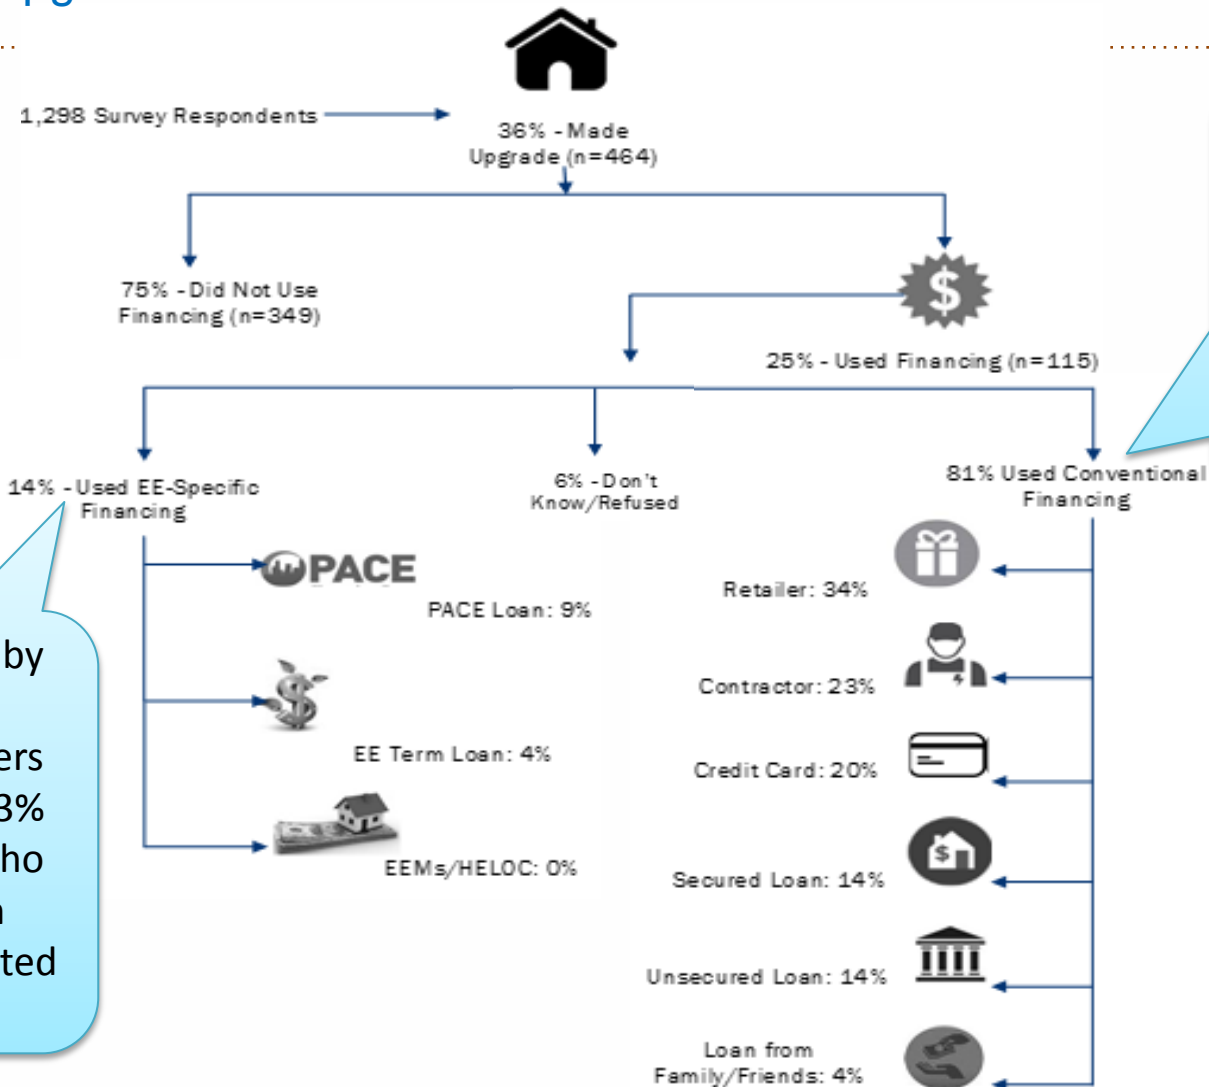 1,298 Survey Respondents
36% - Made
Upgrade (n=464)
75% - Did Not Use
Financing (n=349)
$
25% - Used Financing (n=115)
14% - Used EE-Specific
Financing
6% - Don't
Know/Refused
81% Used Conventional
Financing
PACE
PACE Loan: 9%
$
EE Term Loan: 4%
EEMs/HELOC: 0%
Retailer: 34%
Contractor: 23%
Credit Card: 20%
$
Secured Loan: 14%
Unsecured Loan: 14%
Loan from
Family/Friends: 4%
by
3%